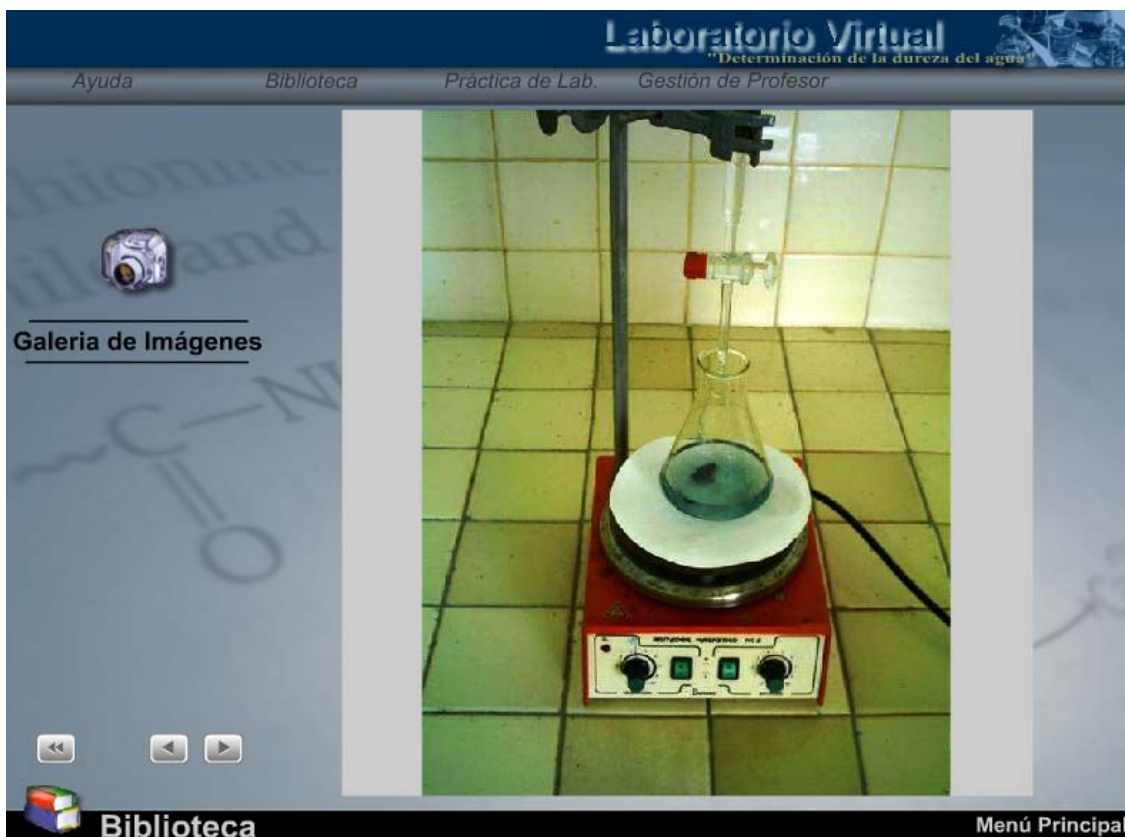 Laboratorio Virtual
"Determinación de la dureza del agua"
Ayuda Biblioteca Práctica de Lab. Gestión de Profesor
Galeria de Imágenes
C—N
O
Biblioteca
Menú Principal